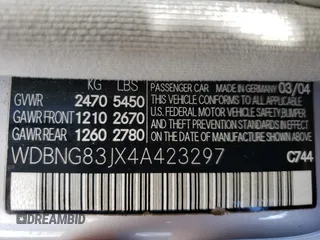 KG LBS PASSENGER CAR MADE IN GERMANY 03/04
GVWR 2470 5450 THIS VEHICLE CONFORMS TO ALL APPLICABLE
GAWR FRONT 1210 2670 U.S. FEDERAL MOTOR VEHICLE SAFETY, BUMPER,
GAWR REAR 1260 2780 AND THEFT PREVENTION STANDARDS IN EFFECT
ON THE DATE OF MANUFACTURE SHOWN ABOVE.
WDBNG83JX4A423297 C744
DREAMBID